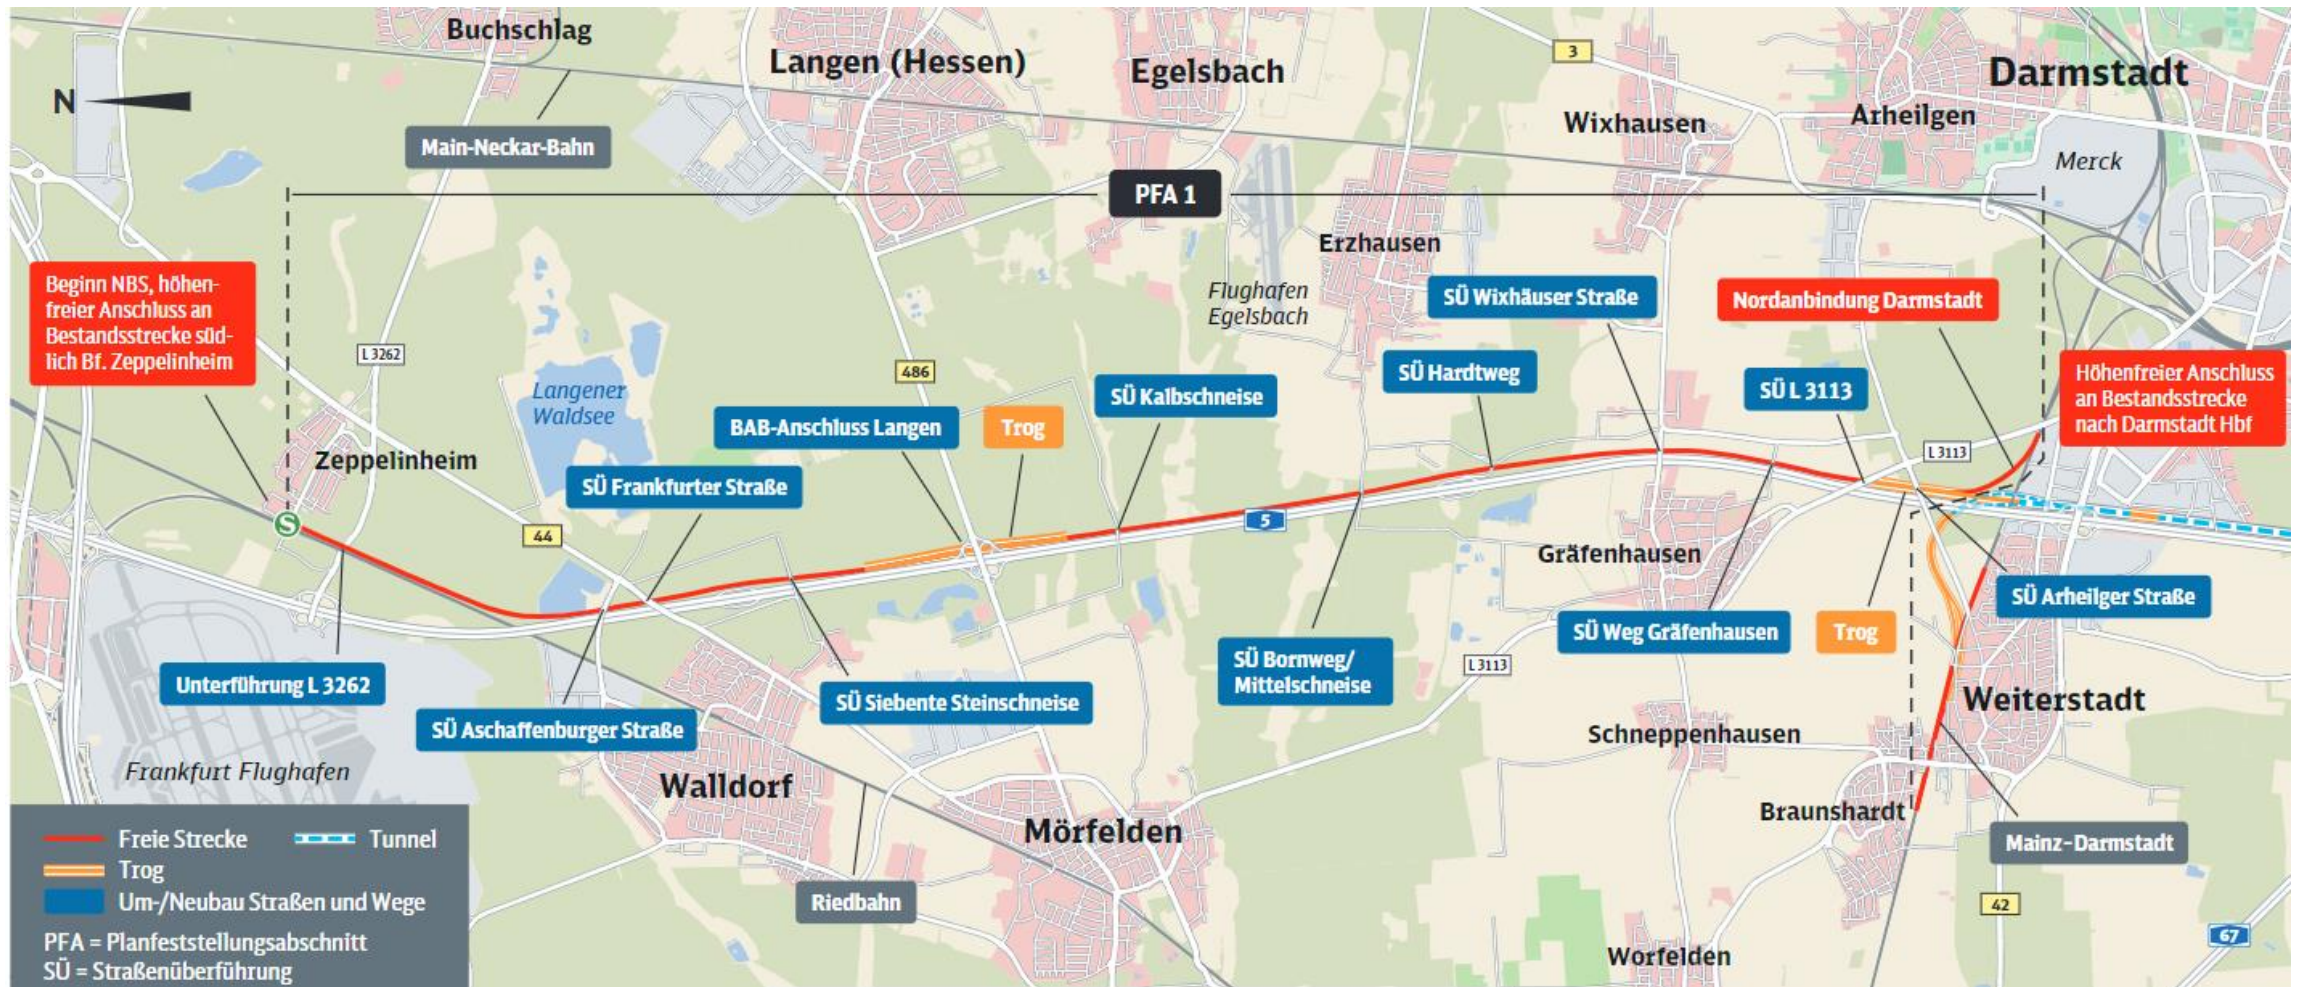 Buchschlag
Langen (Hessen)
Egelsbach
3
Darmstadt
N
Main-Neckar-Bahn
Wixhausen
Arheilgen
Merck
PFA 1
Erzhausen
Beginn NBS, höhen-
freier Anschluss an
Bestandsstrecke süd-
lich Bf. Zeppelinheim
L 3262
Flughafen
Egelsbach
SÜ Wixhäuser Straße
Nordanbindung Darmstadt
Langener
Waldsee
486
SÜ Kalbschneise
SÜ Hardtweg
SÜ L 3113
Höhenfreier Anschluss
an Bestandsstrecke
nach Darmstadt Hbf
BAB-Anschluss Langen
Trog
Zeppelinheim
SÜ Frankfurter Straße
L 3113
S
44
5
Gräfenhausen
SÜ Arheilger Straße
Unterführung L 3262
SÜ Aschaffenburger Straße
SÜ Siebente Steinschneise
SÜ Bornweg/
Mittelschneise
L 3113
SÜ Weg Gräfenhausen
Trog
Weiterstadt
Schneppenhausen
Frankfurt Flughafen
Walldorf
Mörfelden
Braunshardt
Mainz-Darmstadt
Riedbahn
42
67
Worfelden
Freie Strecke
Tunnel
Trog
Um-/Neubau Straßen und Wege
PFA = Planfeststellungsabschnitt
SÜ = Straßenüberführung